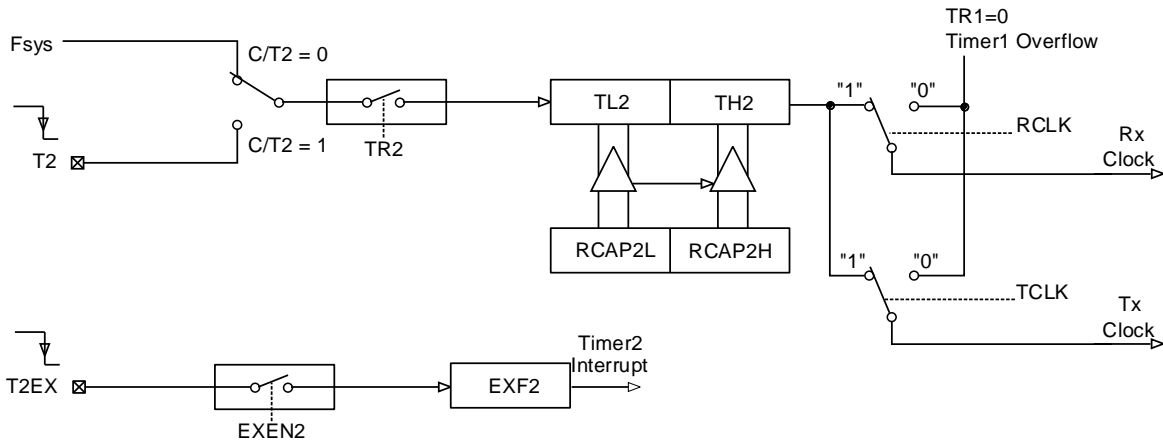 TR1=0
Timer1 Overflow
Fsys
C/T2 = 0
C/T2 = 1
T2
TR2
TL2
TH2
RCAP2L
RCAP2H
"1"
"0"
RCLK
Rx
Clock
"1"
"0"
TCLK
Tx
Clock
T2EX
EXEN2
EXF2
Timer2
Interrupt